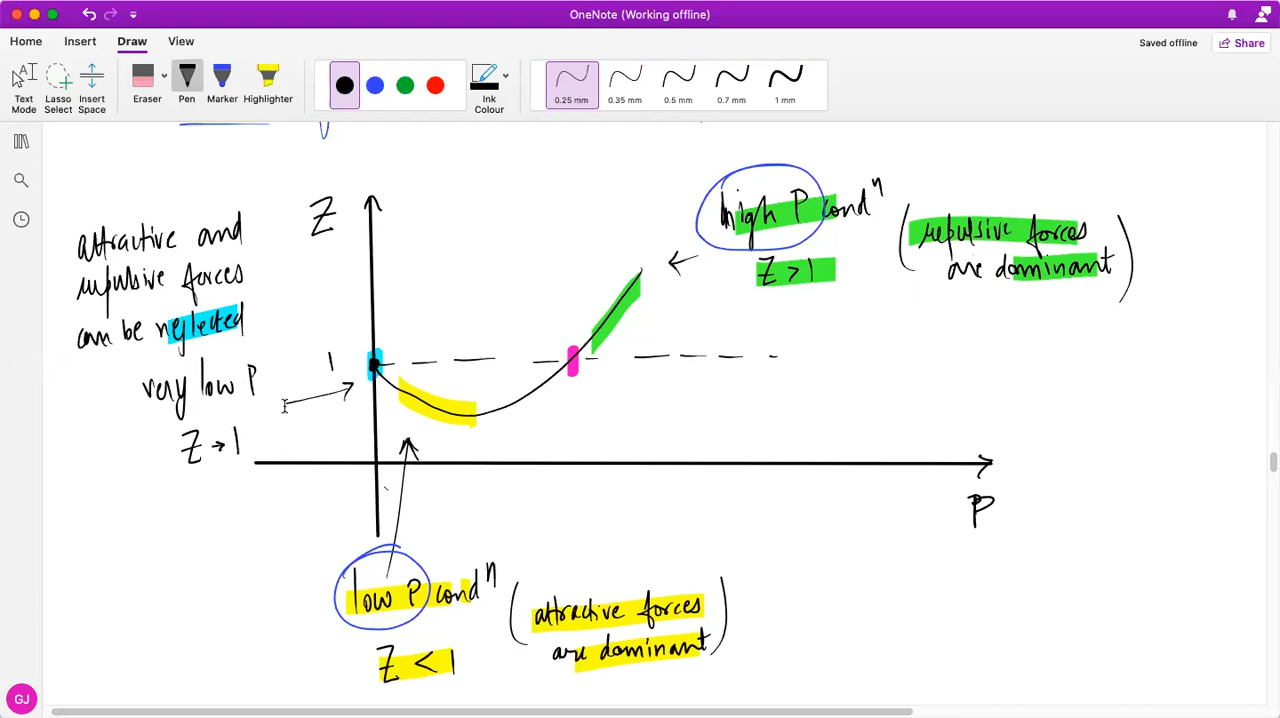 OneNote (Working offline)
Home Insert Draw View
Saved offline
Share
Text Mode
Lasso Select
Insert Space
Eraser
Pen
Marker
Highlighter
Ink Colour
0.25 mm
0.35 mm
0.5 mm
0.7 mm
1 mm
attractive and
repulsive forces
can be neglected
very low P
Z → 1
Z
1
P
high P condⁿ
Z > 1
(repulsive forces
are dominant)
low P condⁿ
Z < 1
(attractive forces
are dominant)
GJ